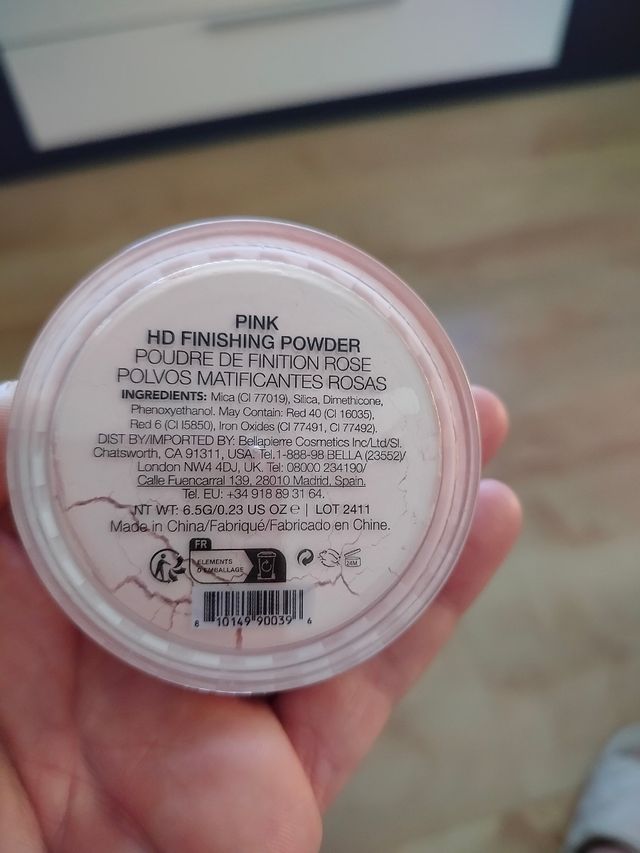 PINK
HD FINISHING POWDER
POUDRE DE FINITION ROSE
POLVOS MATIFICANTES ROSAS
INGREDIENTS: Mica (CI 77019), Silica, Dimethicone,
Phenoxyethanol. May Contain: Red 40 (CI 16035),
Red 6 (CI I5850), Iron Oxides (CI 77491, CI 77492).
DIST BY/IMPORTED BY: Bellapierre Cosmetics Inc/Ltd/Sl.
Chatsworth, CA 91311, USA. Tel.1-888-98 BELLA (23552)/
London NW4 4DJ, UK. Tel: 08000 234190/
Calle Fuencarral 139, 28010 Madrid, Spain.
Tel. EU: +34 918 89 31 64.
NT WT: 6.5G/0.23 US OZ ℮ | LOT 2411
Made in China/Fabriqué/Fabricado en Chine.
FR
ELEMENTS
D'EMBALLAGE
24M
8 10149 90039 6